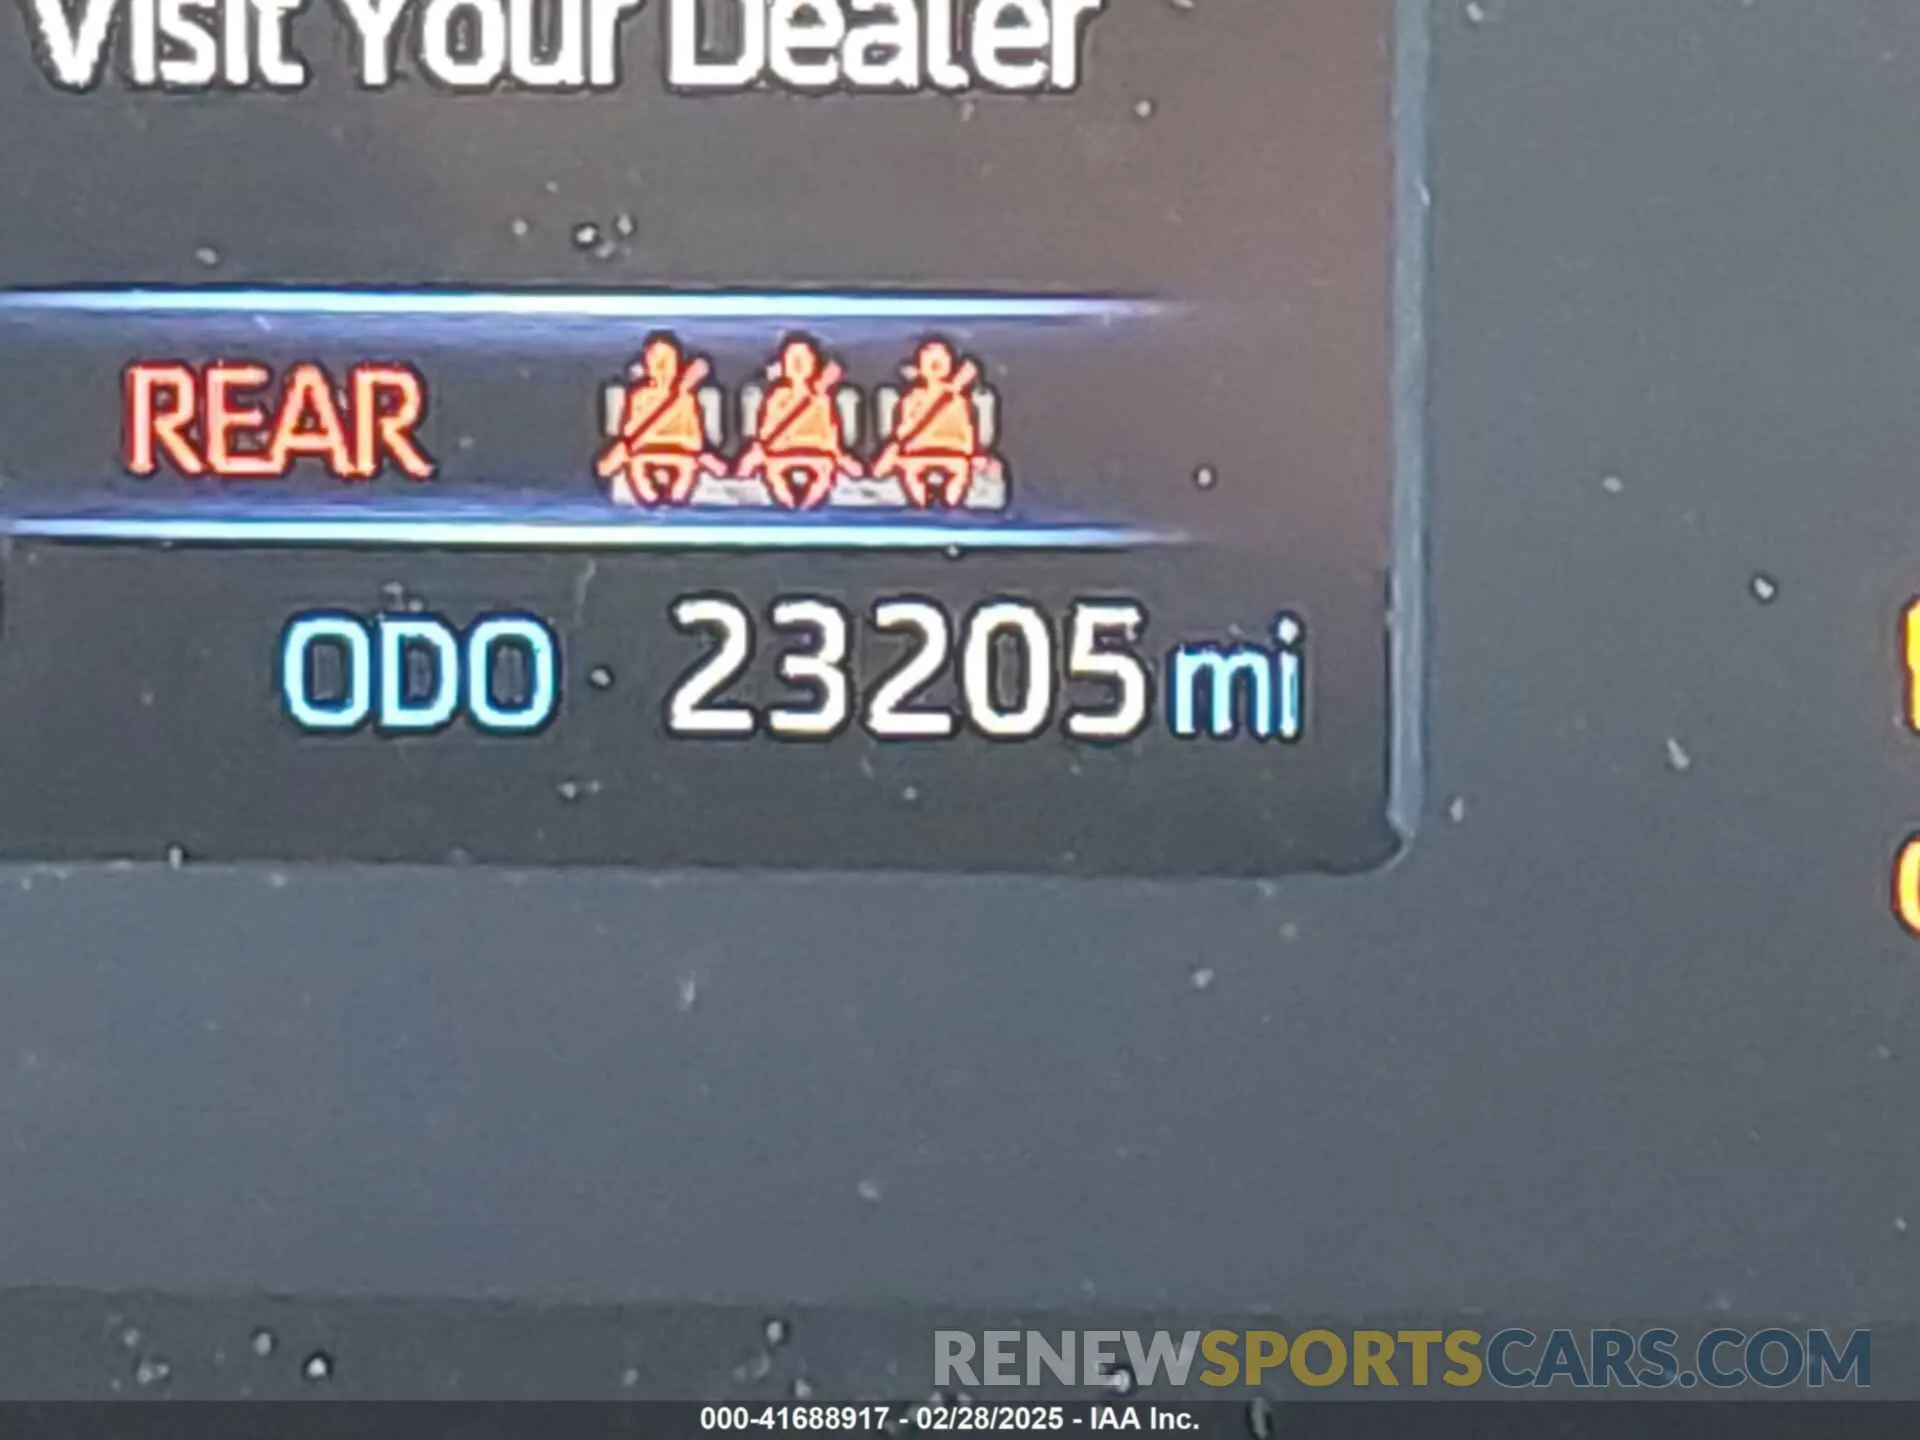 Visit Your Dealer
REAR
ODO 23205 mi
RENEWSPORTSCARS.COM
000-41688917 - 02/28/2025 - IAA Inc.